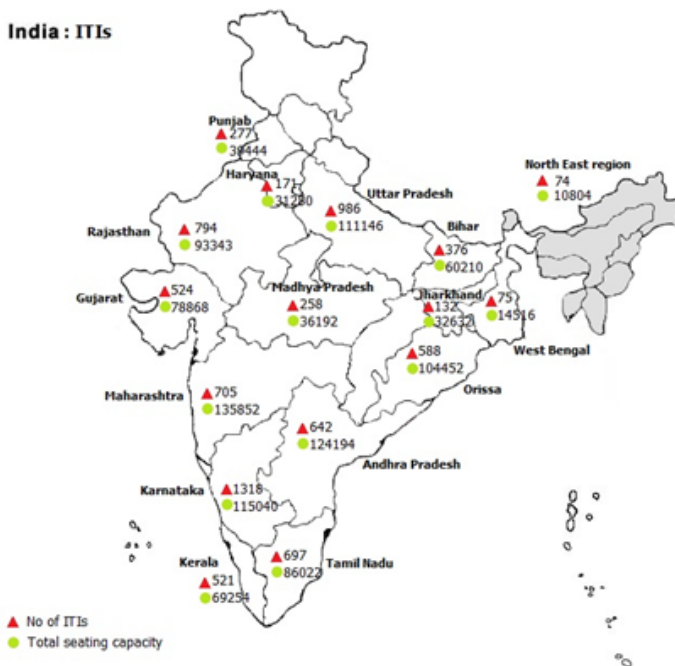 India : ITIs
Punjab
277
39444
Haryana
171
31280
North East region
74
10804
Uttar Pradesh
986
111146
Rajasthan
794
93343
Bihar
376
60210
Gujarat
524
78868
Madhya Pradesh
258
36192
Jharkhand
132
32632
75
14516
West Bengal
588
104452
Orissa
Maharashtra
705
135852
642
124194
Andhra Pradesh
Karnataka
1318
115040
697
86022
Tamil Nadu
Kerala
521
69254
No of ITIs
Total seating capacity